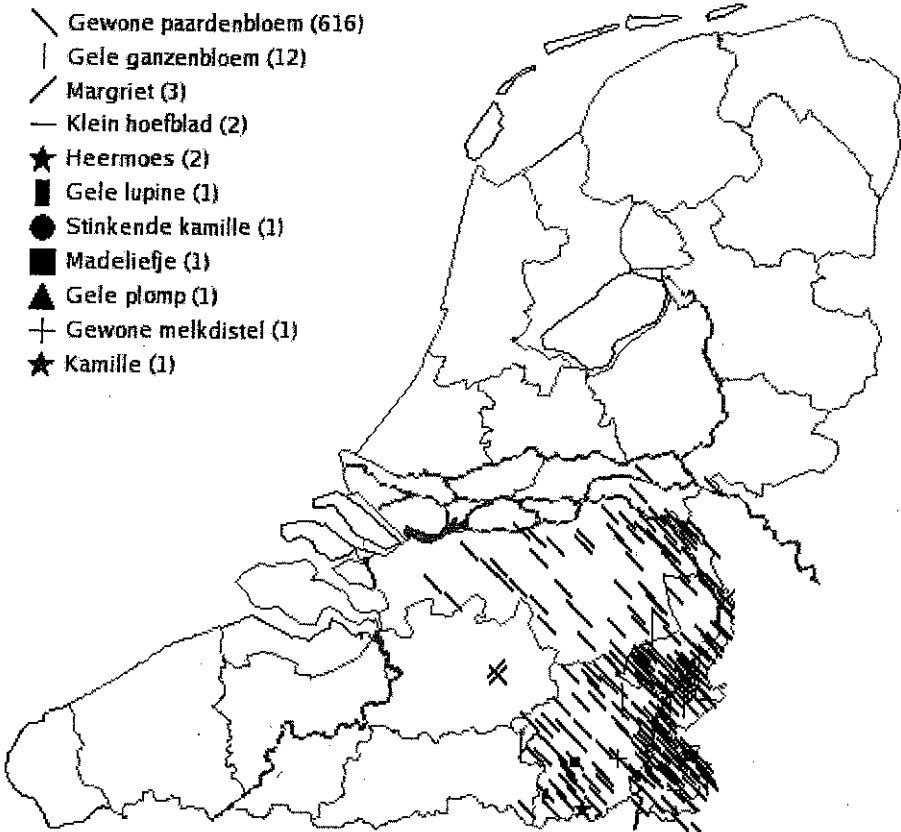 Gewone paardenbloem (616)
Gele ganzenbloem (12)
Margriet (3)
Klein hoefblad (2)
Heermoes (2)
Gele lupine (1)
Stinkende kamille (1)
Madeliefje (1)
Gele plomp (1)
Gewone melkdistel (1)
Kamille (1)